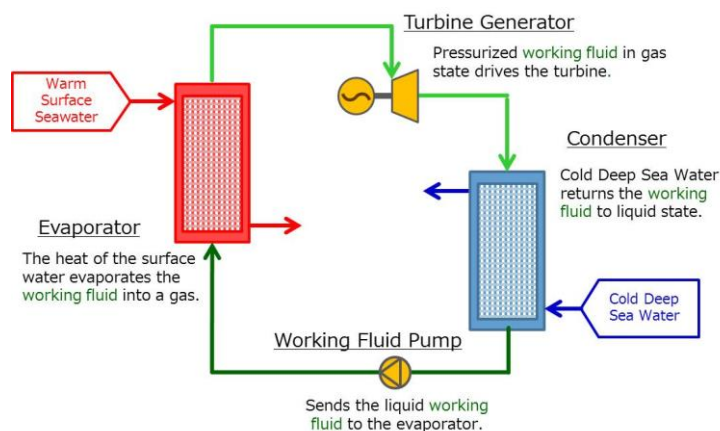 Turbine Generator
Pressurized working fluid in gas
state drives the turbine.
Warm
Surface
Seawater
Condenser
Cold Deep Sea Water
returns the working
fluid to liquid state.
Evaporator
The heat of the surface
water evaporates the
working fluid into a gas.
Cold Deep
Sea Water
Working Fluid Pump
Sends the liquid working
fluid to the evaporator.